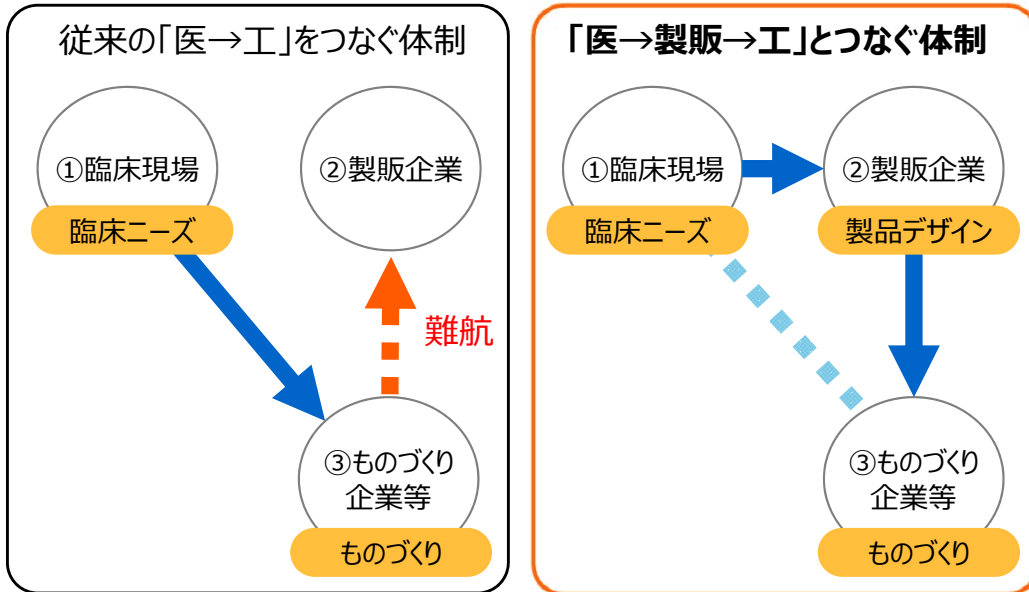 従来の「医→工」をつなぐ体制
①臨床現場
臨床ニーズ
②製販企業
難航
③ものづくり
企業等
ものづくり
「医→製販→工」とつなぐ体制
①臨床現場
臨床ニーズ
②製販企業
製品デザイン
③ものづくり
企業等
ものづくり